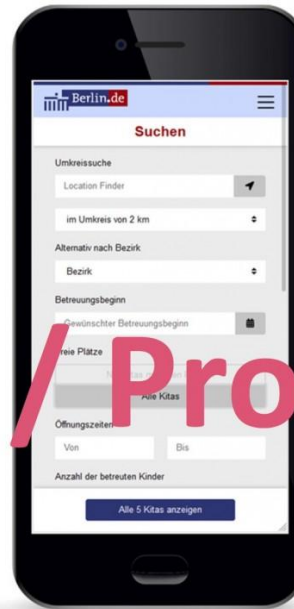 Berlin.de
Suchen
Umkreissuche
Location Finder
im Umkreis von 2 km
Alternativ nach Bezirk
Bezirk
Betreuungsbeginn
Gewünschter Betreuungsbeginn
Freie Plätze
/ Pro
Alle Kitas
Öffnungszeiten
Von Bis
Anzahl der betreuten Kinder
Alle 5 Kitas anzeigen